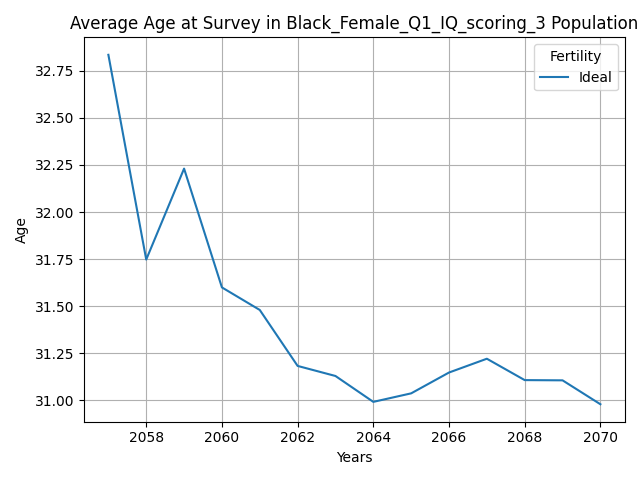 Average Age at Survey in Black_Female_Q1_IQ_scoring_3 Population
Fertility
Ideal
32.75
32.50
32.25
32.00
31.75
31.50
31.25
31.00
Age
2058 2060 2062 2064 2066 2068 2070
Years